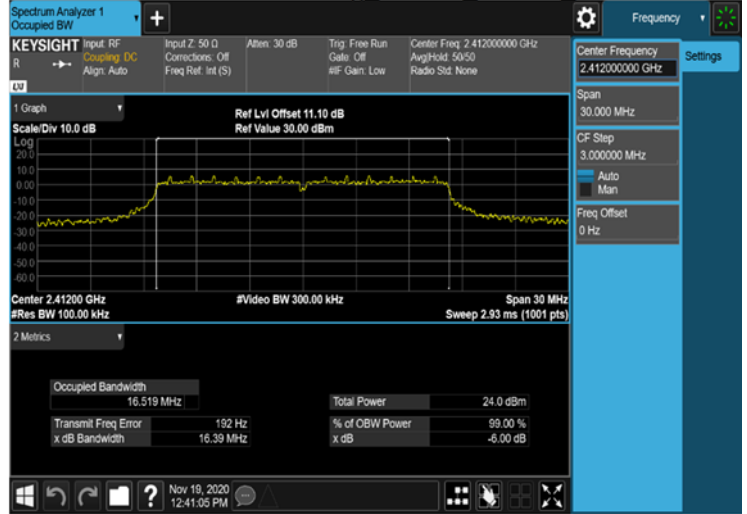 Spectrum Analyzer 1
Occupied BW
+
Frequency
KEYSIGHT
R
LXI
Input: RF
Coupling: DC
Align: Auto
Input Z: 50 Ω
Corrections: Off
Freq Ref: Int (S)
Atten: 30 dB
Trig: Free Run
Gate: Off
#IF Gain: Low
Center Freq: 2.412000000 GHz
Avg|Hold: 50/50
Radio Std: None
Center Frequency
2.412000000 GHz
Settings
Span
30.000 MHz
CF Step
3.000000 MHz
Auto
Man
Freq Offset
0 Hz
1 Graph
Scale/Div 10.0 dB
Ref Lvl Offset 11.10 dB
Ref Value 30.00 dBm
Log
20.0
10.0
0.00
-10.0
-20.0
-30.0
-40.0
-50.0
-60.0
Center 2.41200 GHz
#Video BW 300.00 kHz
Span 30 MHz
#Res BW 100.00 kHz
Sweep 2.93 ms (1001 pts)
2 Metrics
Occupied Bandwidth
16.519 MHz
Total Power 24.0 dBm
Transmit Freq Error 192 Hz
% of OBW Power 99.00 %
x dB Bandwidth 16.39 MHz
x dB -6.00 dB
?
Nov 19, 2020
12:41:05 PM